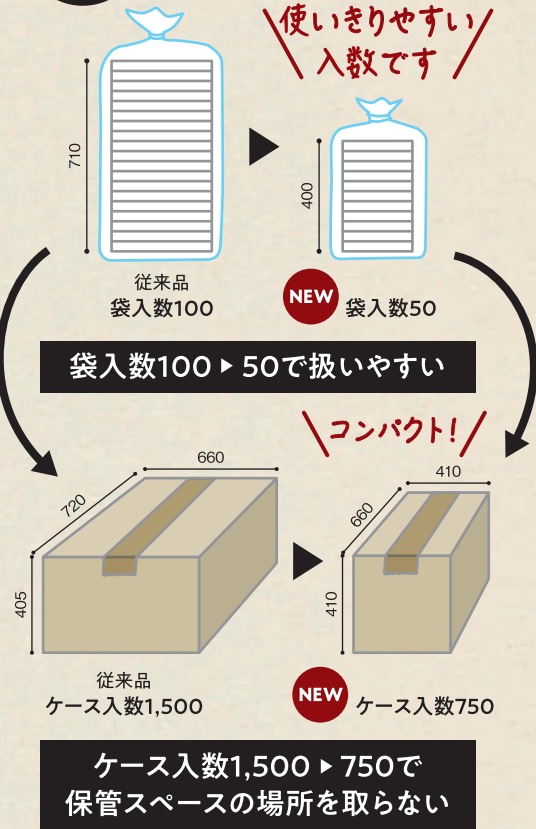 使いきりやすい
入数です
710
400
従来品
袋入数100
NEW
袋入数50
袋入数100 ▶ 50で扱いやすい
コンパクト!
660
720
405
410
660
410
従来品
ケース入数1,500
NEW
ケース入数750
ケース入数1,500 ▶ 750で
保管スペースの場所を取らない